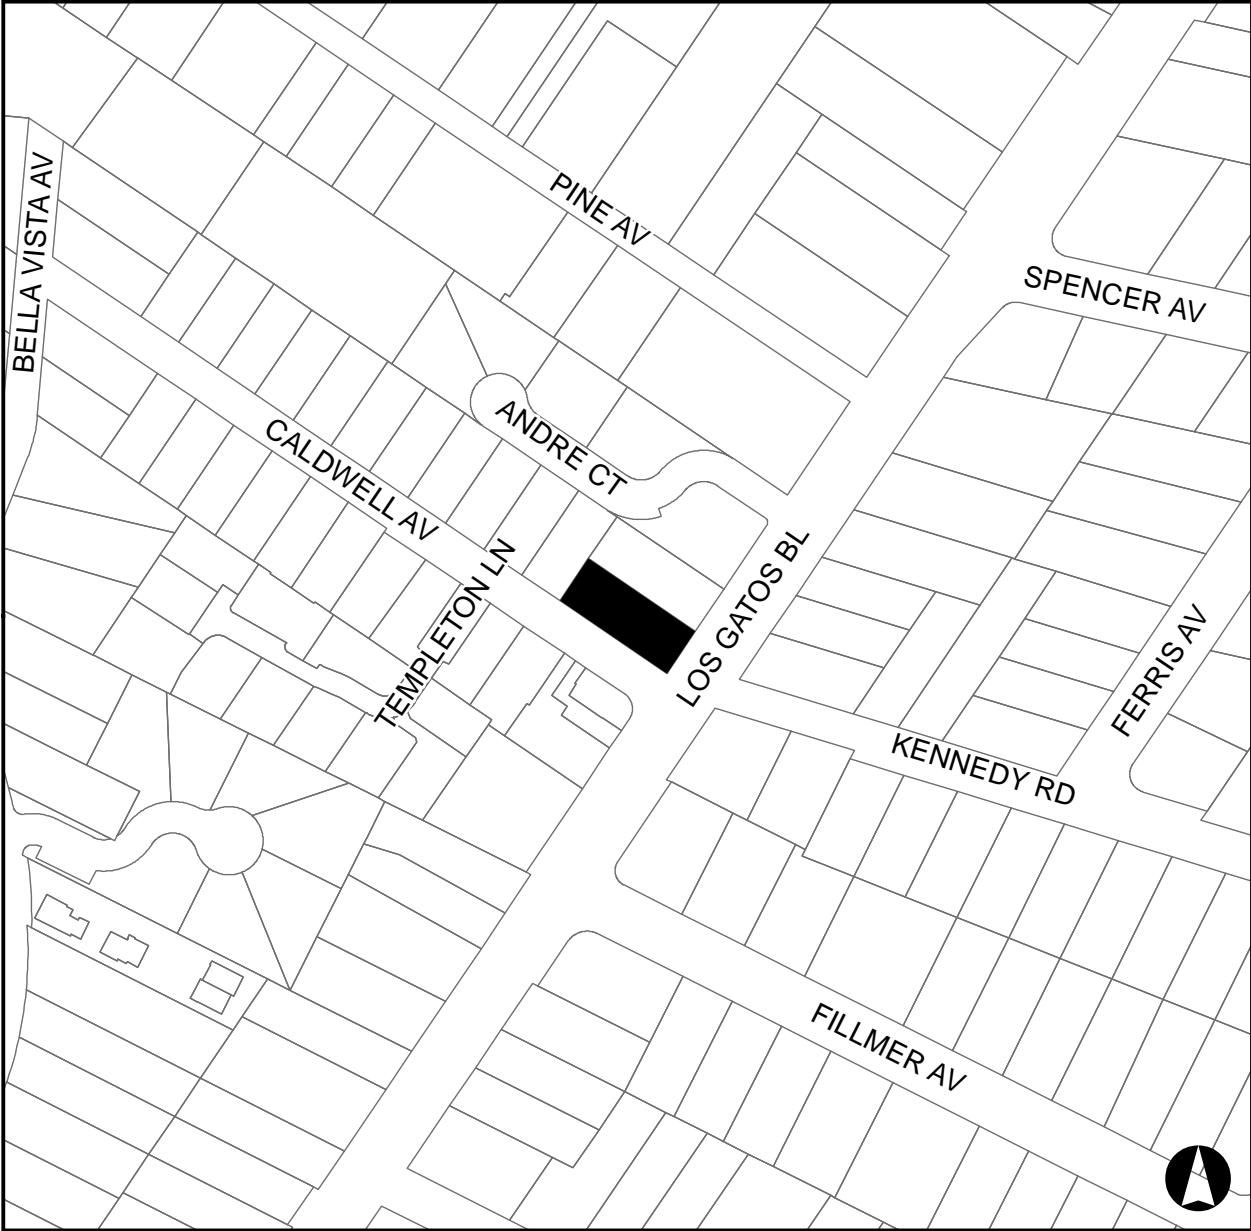 PINE AV
BELLA VISTA AV
SPENCER AV
ANDRE CT
CALDWELL AV
TEMPLETON LN
LOS GATOS BL
FERRIS AV
KENNEDY RD
FILLMER AV